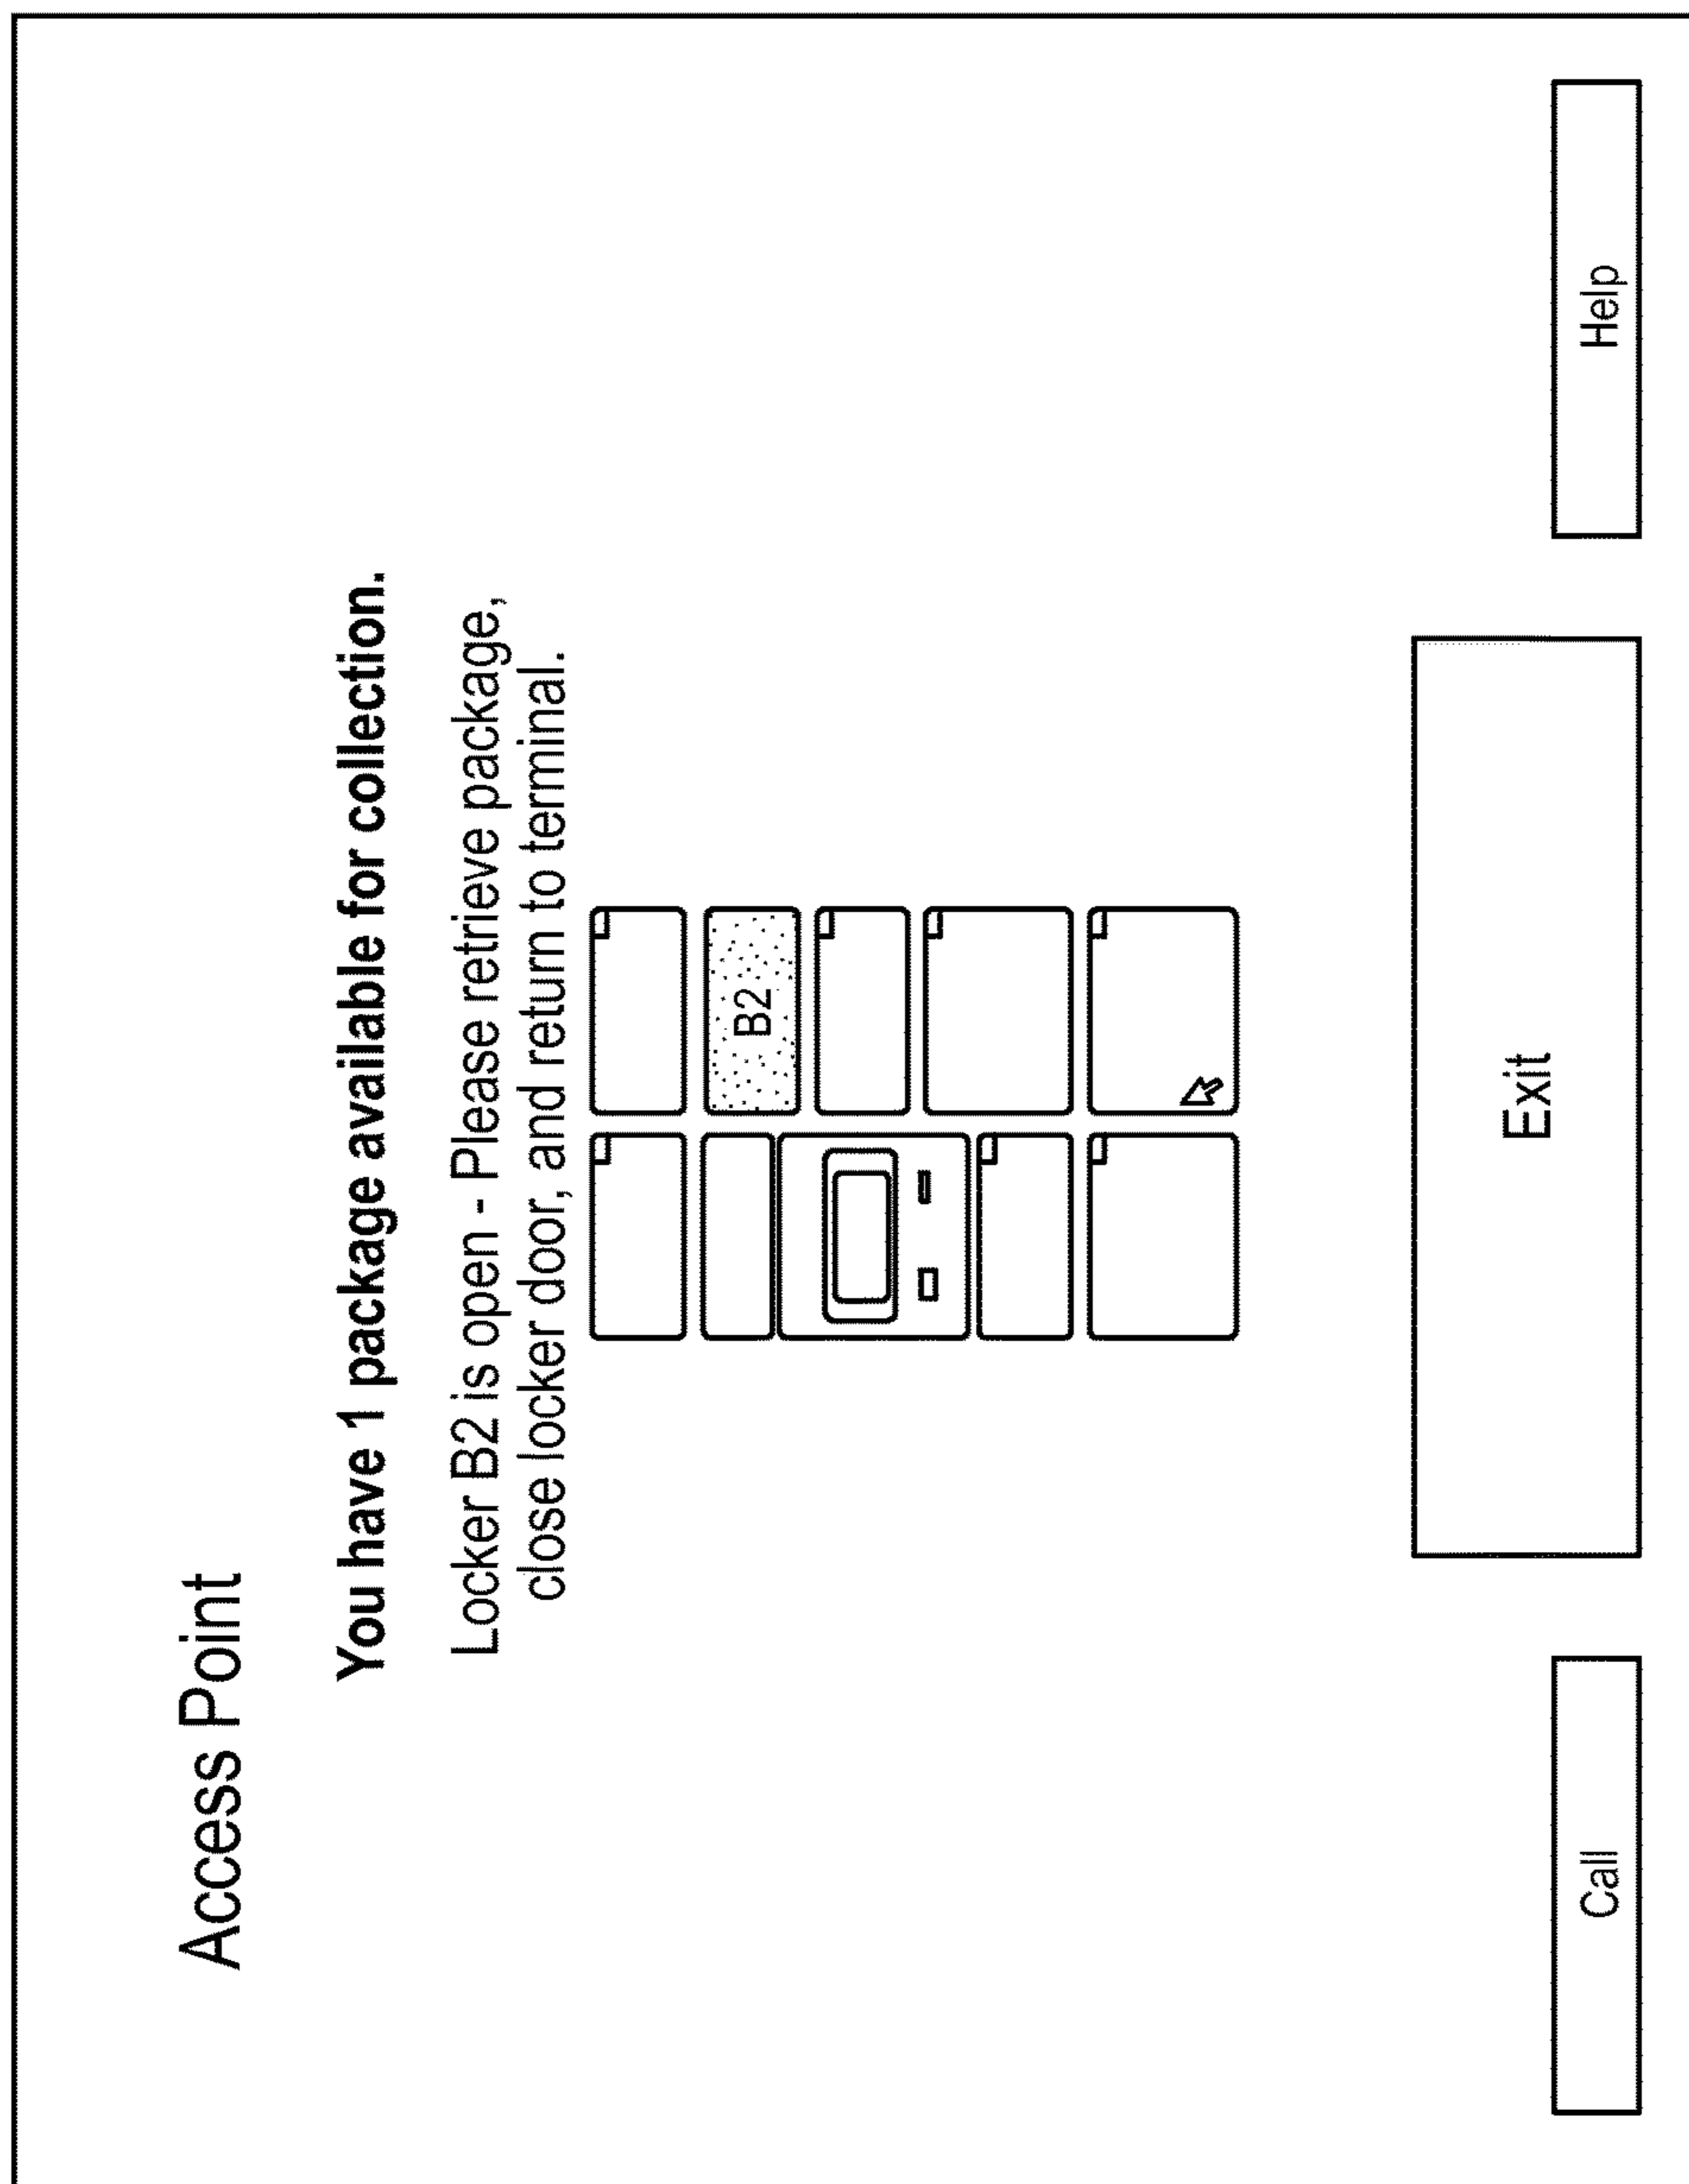 Access Point
You have 1 package available for collection.
Locker B2 is open - Please retrieve package,
close locker door, and return to terminal.
B2
Call
Exit
Help